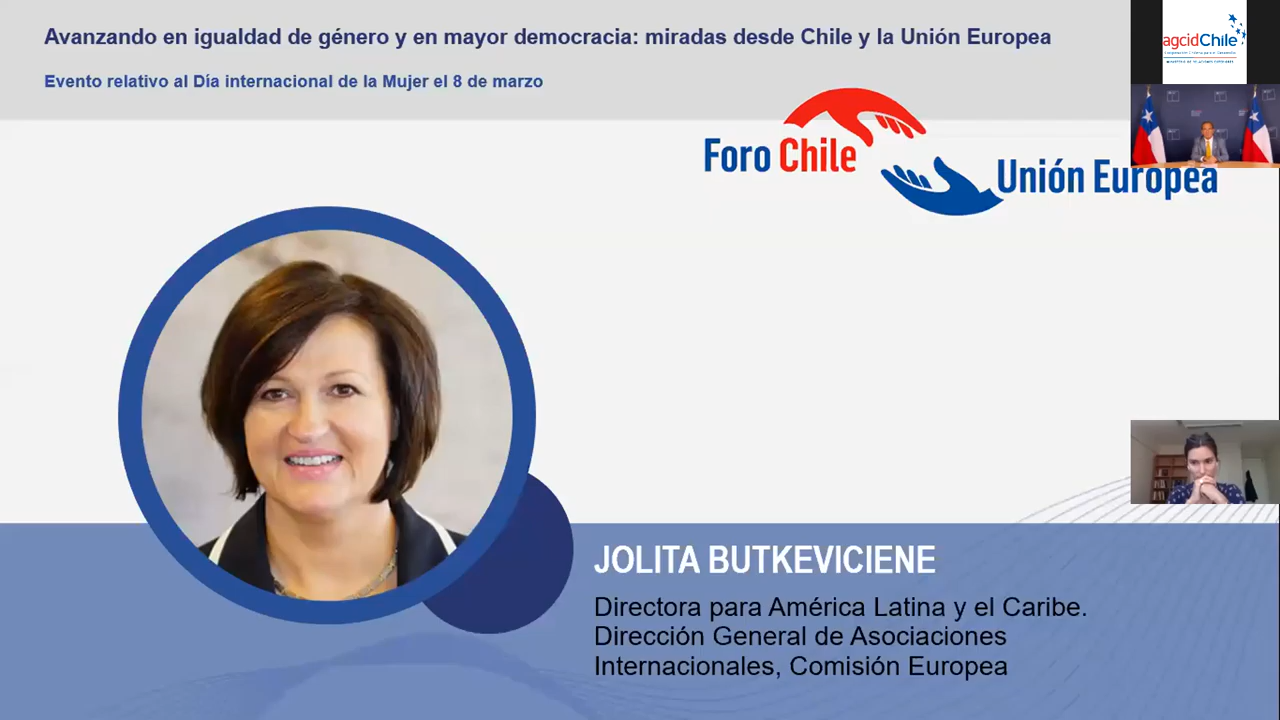 Avanzando en igualdad de género y en mayor democracia: miradas desde Chile y la Unión Europea
Evento relativo al Día internacional de la Mujer el 8 de marzo
agcidChile
Foro Chile
Unión Europea
JOLITA BUTKEVICIENE
Directora para América Latina y el Caribe.
Dirección General de Asociaciones
Internacionales, Comisión Europea